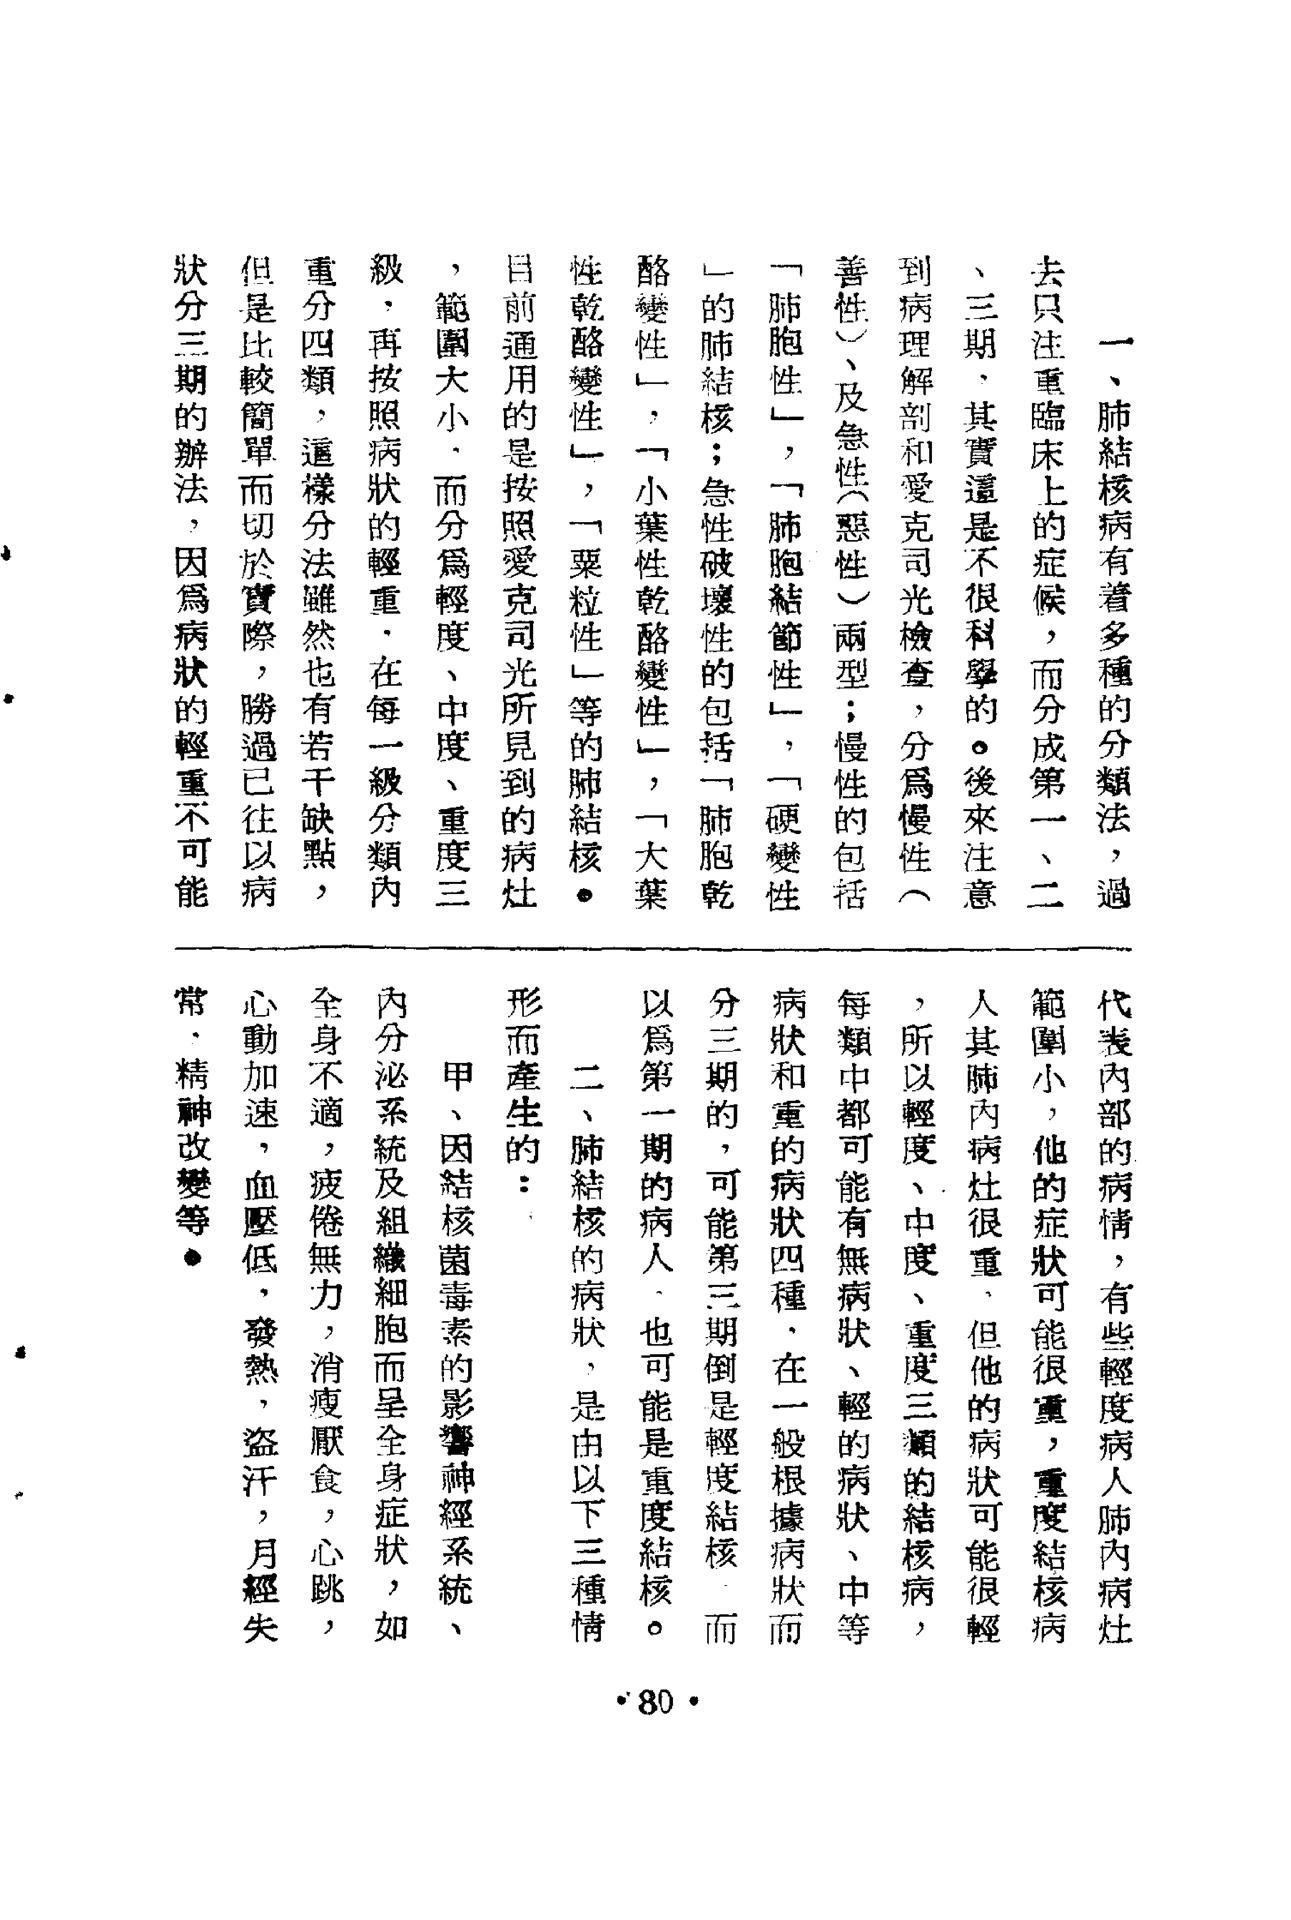 一、肺結核病有着多種的分類法，過
去只注重臨床上的症候，而分成第一、二
、三期，其實這是不很科學的。後來注意
到病理解剖和愛克司光檢查，分爲慢性（
善性）、及急性（惡性）兩型；慢性的包括
「肺胞性」，「肺胞結節性」，「硬變性
」的肺結核；急性破壞性的包括「肺胞乾
酪變性」，「小葉性乾酪變性」，「大葉
性乾酪變性」，「粟粒性」等的肺結核。
目前通用的是按照愛克司光所見到的病灶
，範圍大小，而分爲輕度、中度、重度三
級，再按照病狀的輕重，在每一級分類內
重分四類，這樣分法雖然也有若干缺點，
但是比較簡單而切於實際，勝過已往以病
狀分三期的辦法，因爲病狀的輕重不可能
代表內部的病情，有些輕度病人肺內病灶
範圍小，他的症狀可能很重，重度結核病
人其肺內病灶很重，但他的病狀可能很輕
，所以輕度、中度、重度三類的結核病，
每類中都可能有無病狀、輕的病狀、中等
病狀和重的病狀四種，在一般根據病狀而
分三期的，可能第三期倒是輕度結核 而
以爲第一期的病人，也可能是重度結核。
二、肺結核的病狀，是由以下三種情
形而產生的：
甲、因結核菌毒素的影響神經系統、
內分泌系統及組織細胞而呈全身症狀，如
全身不適，疲倦無力，消瘦厭食，心跳，
心動加速，血壓低，發熱，盜汗，月經失
常，精神改變等。
• 80 •